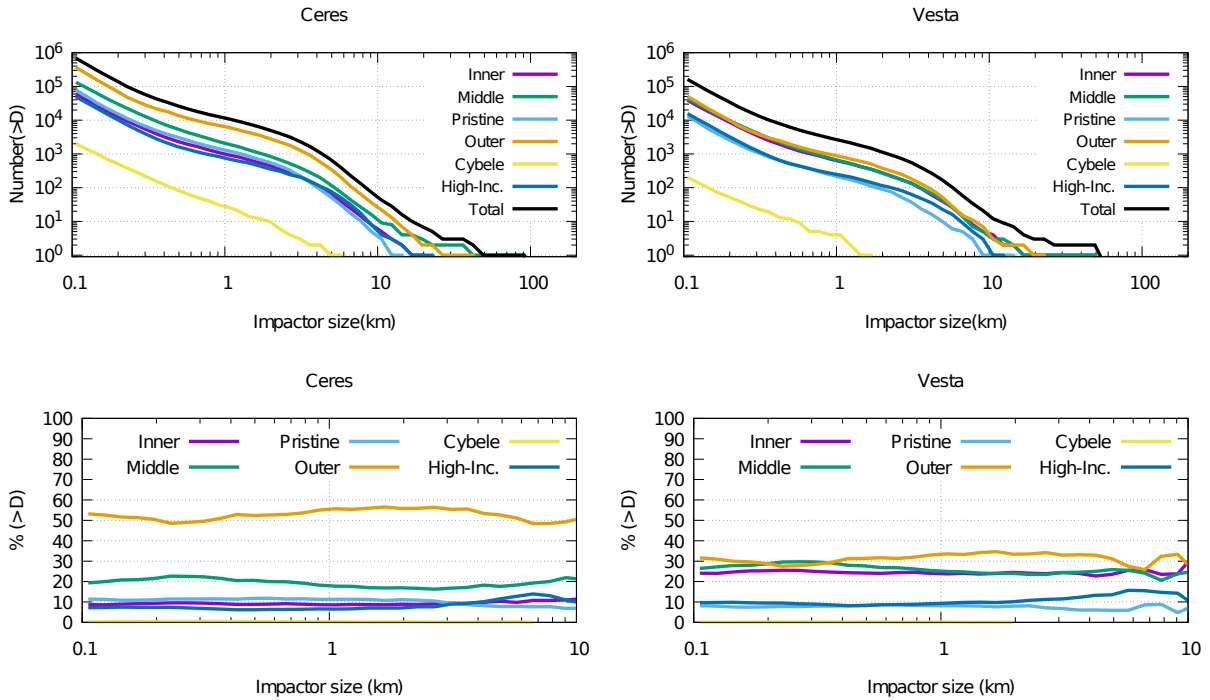 Ceres
Number(>D)
10^6
10^5
10^4
10^3
10^2
10^1
10^0
Inner
Middle
Pristine
Outer
Cybele
High-Inc.
Total
0.1 1 10 100
Impactor size(km)
Vesta
Number(>D)
10^6
10^5
10^4
10^3
10^2
10^1
10^0
Inner
Middle
Pristine
Outer
Cybele
High-Inc.
Total
0.1 1 10 100
Impactor size(km)
Ceres
% (>D)
100
90
80
70
60
50
40
30
20
10
0
Inner Pristine Cybele
Middle Outer High-Inc.
0.1 1 10
Impactor size (km)
Vesta
% (>D)
100
90
80
70
60
50
40
30
20
10
0
Inner Pristine Cybele
Middle Outer High-Inc.
0.1 1 10
Impactor size (km)